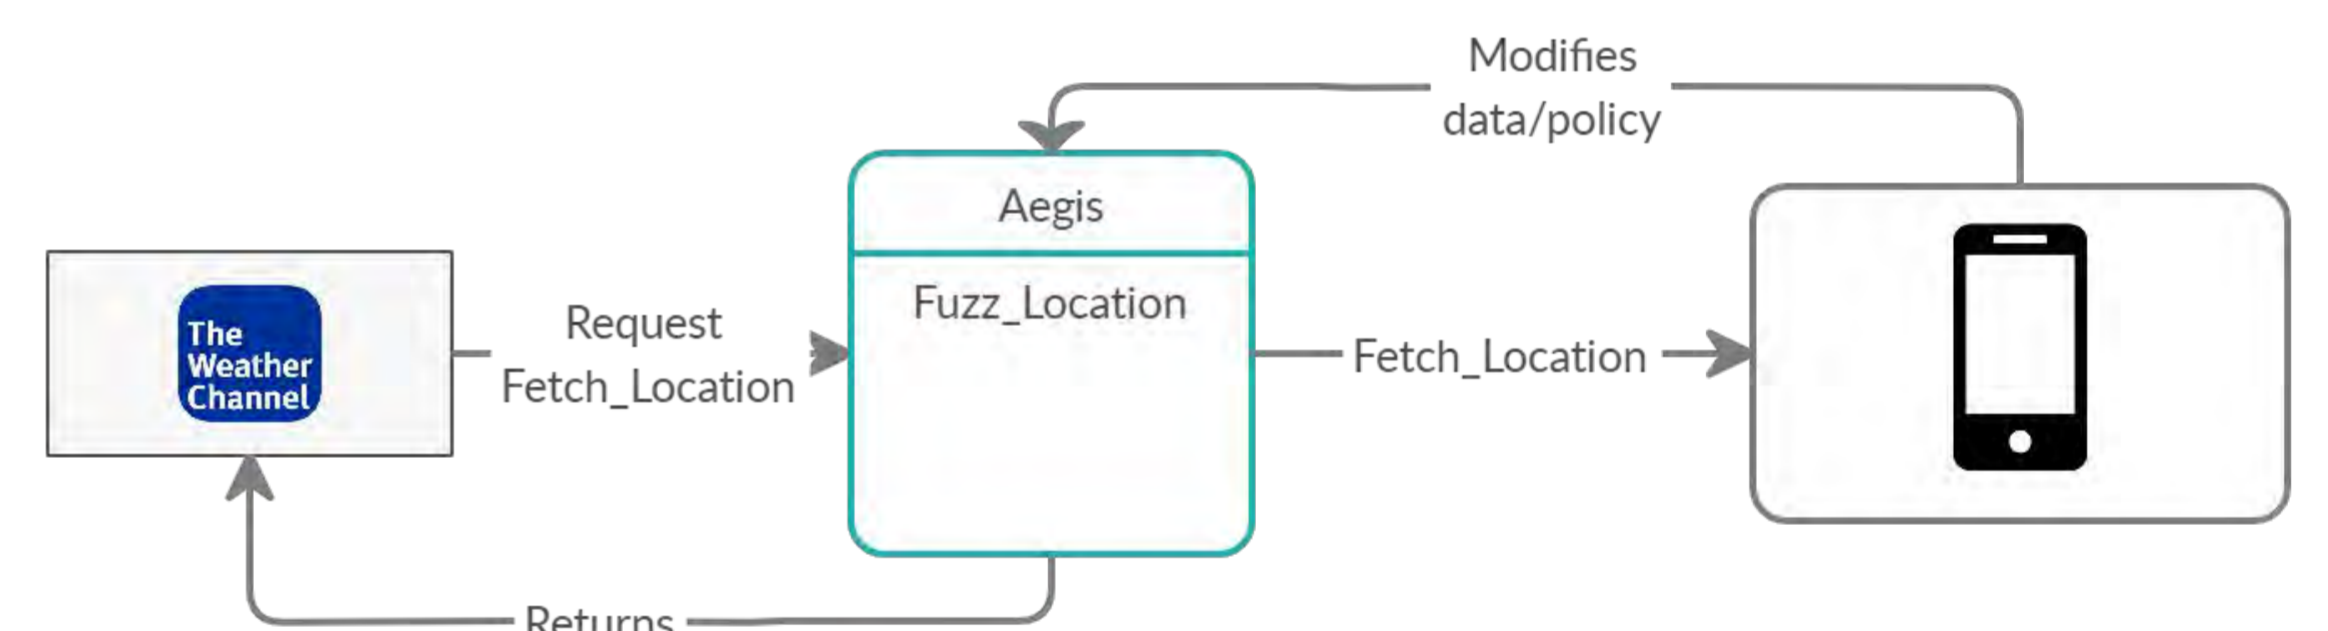 Modifies
data/policy
Aegis
Fuzz_Location
The
Weather
Channel
Request
Fetch_Location
Fetch_Location
Returns